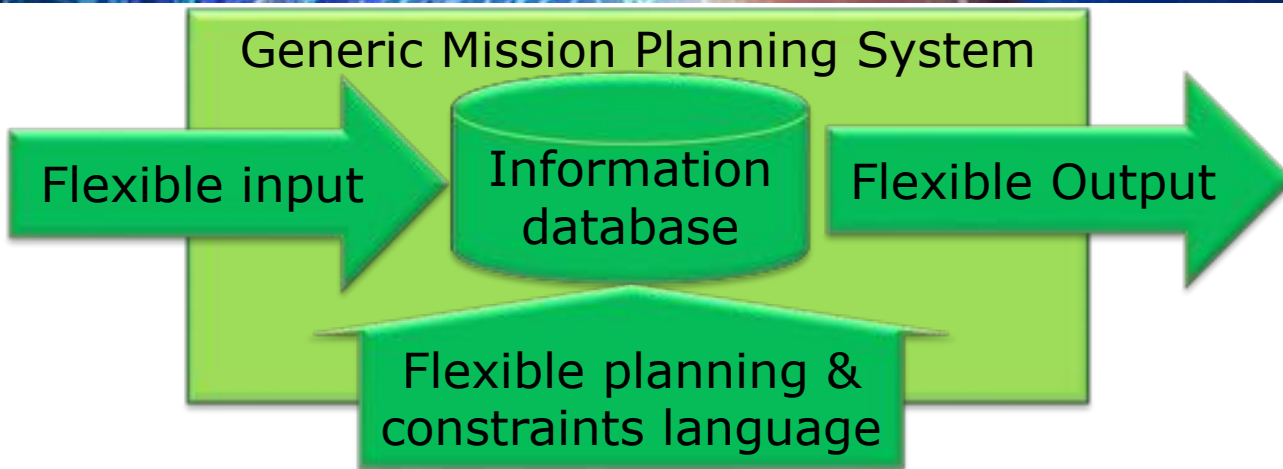 Generic Mission Planning System
Flexible input
Information
database
Flexible Output
Flexible planning &
constraints language